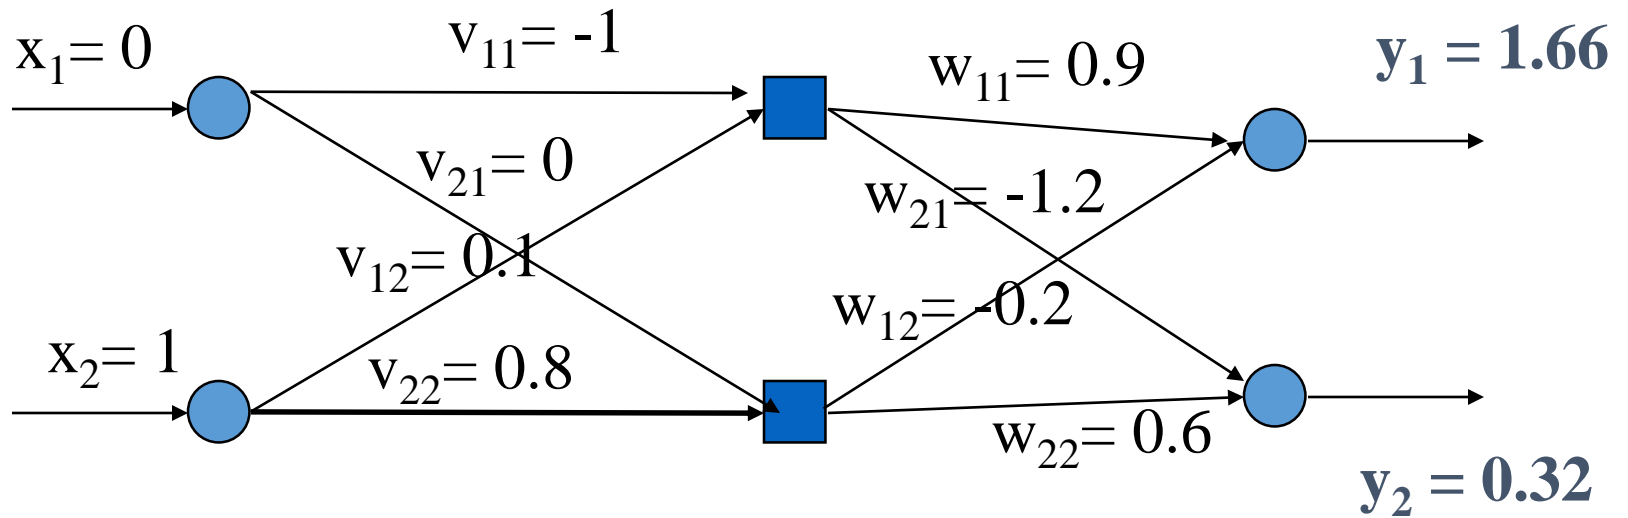 x₁= 0
v₁₁= -1
w₁₁= 0.9
y₁ = 1.66
v₂₁= 0
w₂₁= -1.2
v₁₂= 0.1
w₁₂= -0.2
x₂= 1
v₂₂= 0.8
w₂₂= 0.6
y₂ = 0.32